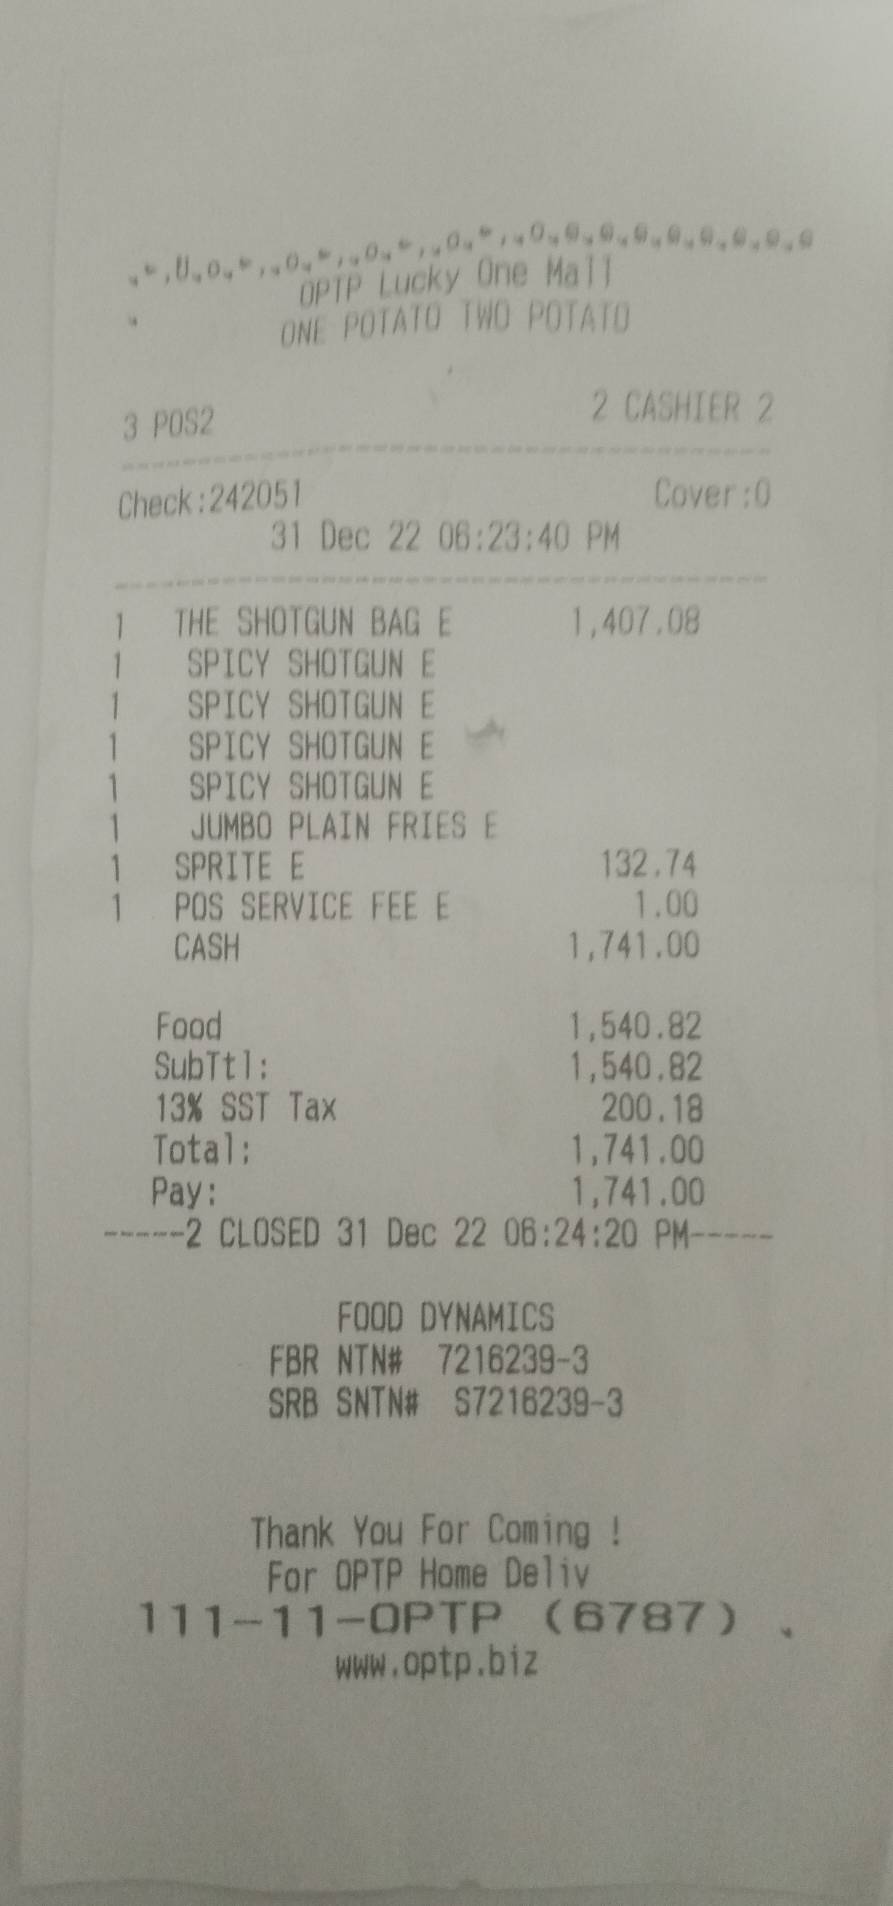 OPTP Lucky One Mall
ONE POTATO TWO POTATO
3 POS2 2 CASHIER 2
Check:242051 Cover:0
31 Dec 22 06:23:40 PM
1 THE SHOTGUN BAG E 1,407.08
1 SPICY SHOTGUN E
1 SPICY SHOTGUN E
1 SPICY SHOTGUN E
1 SPICY SHOTGUN E
1 JUMBO PLAIN FRIES E
1 SPRITE E 132.74
1 POS SERVICE FEE E 1.00
CASH 1,741.00
Food 1,540.82
SubTtl: 1,540.82
13% SST Tax 200.18
Total: 1,741.00
Pay: 1,741.00
-----2 CLOSED 31 Dec 22 06:24:20 PM-----
FOOD DYNAMICS
FBR NTN# 7216239-3
SRB SNTN# S7216239-3
Thank You For Coming !
For OPTP Home Deliv
111-11-OPTP (6787)
www.optp.biz